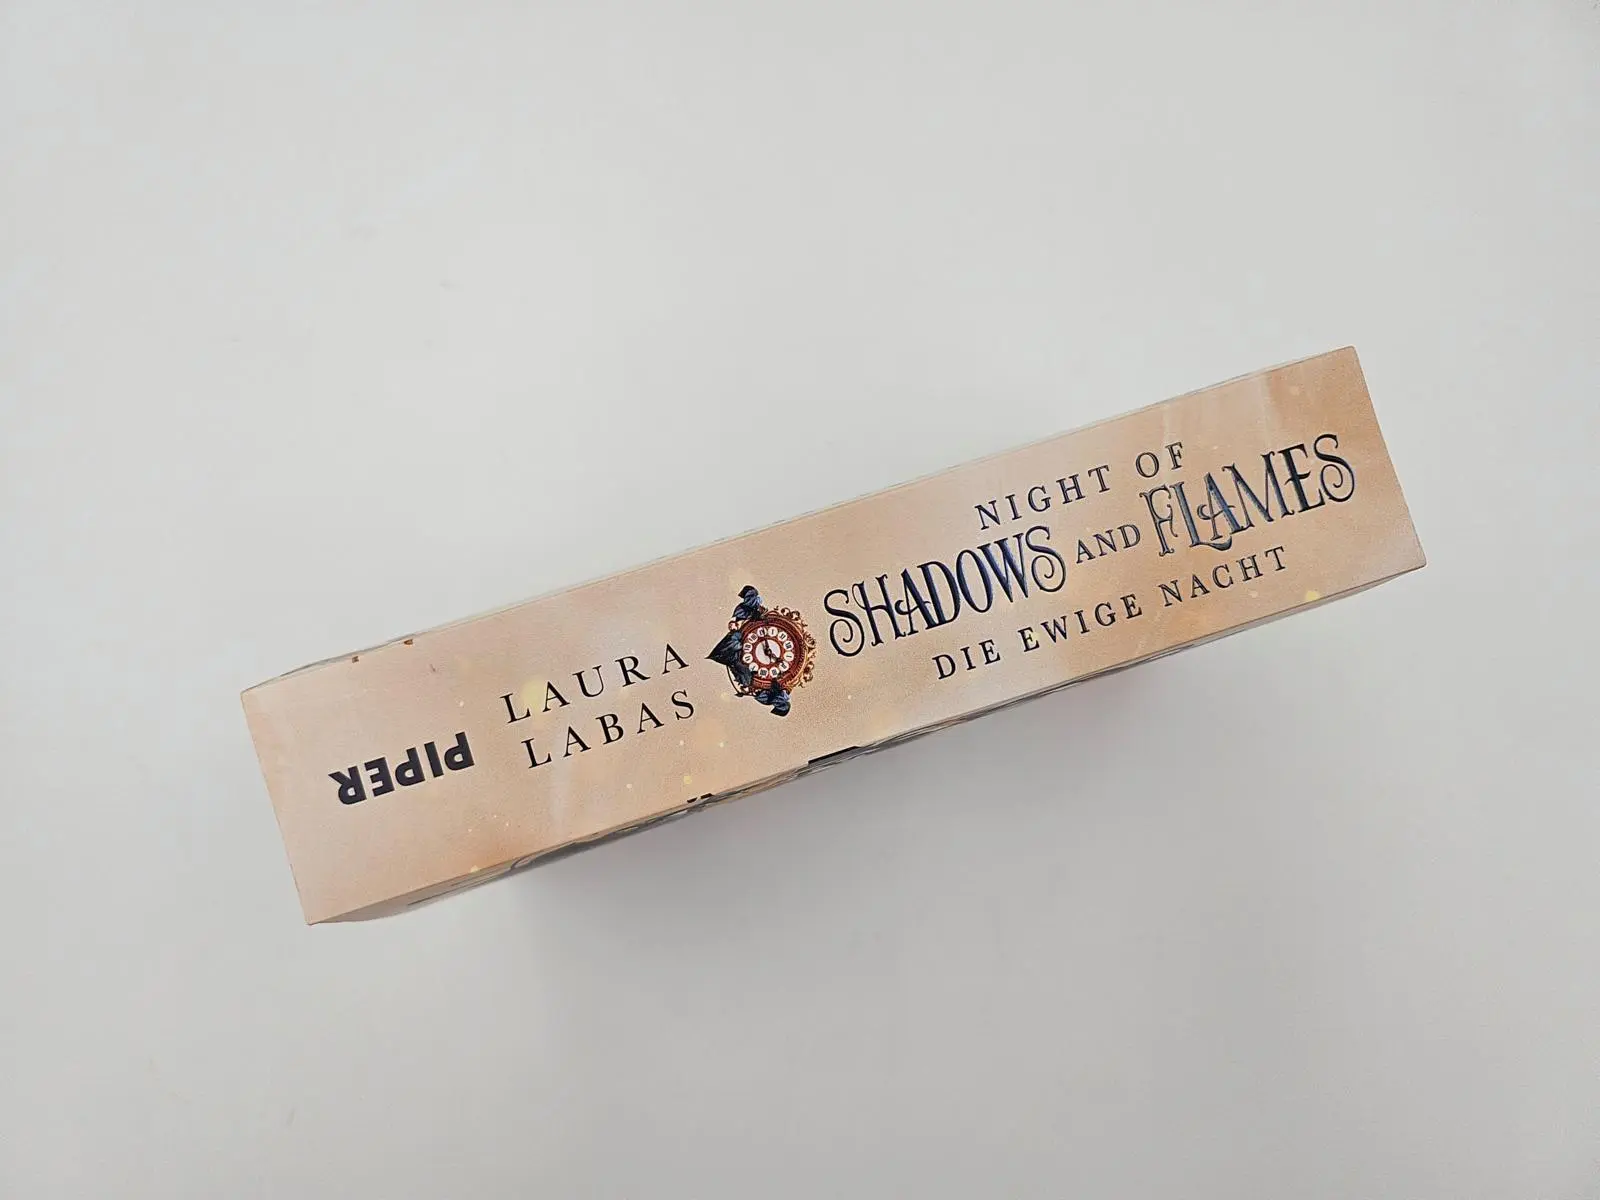 PIPER
LAURA
LABAS
NIGHT OF
SHADOWS AND FLAMES
DIE EWIGE NACHT